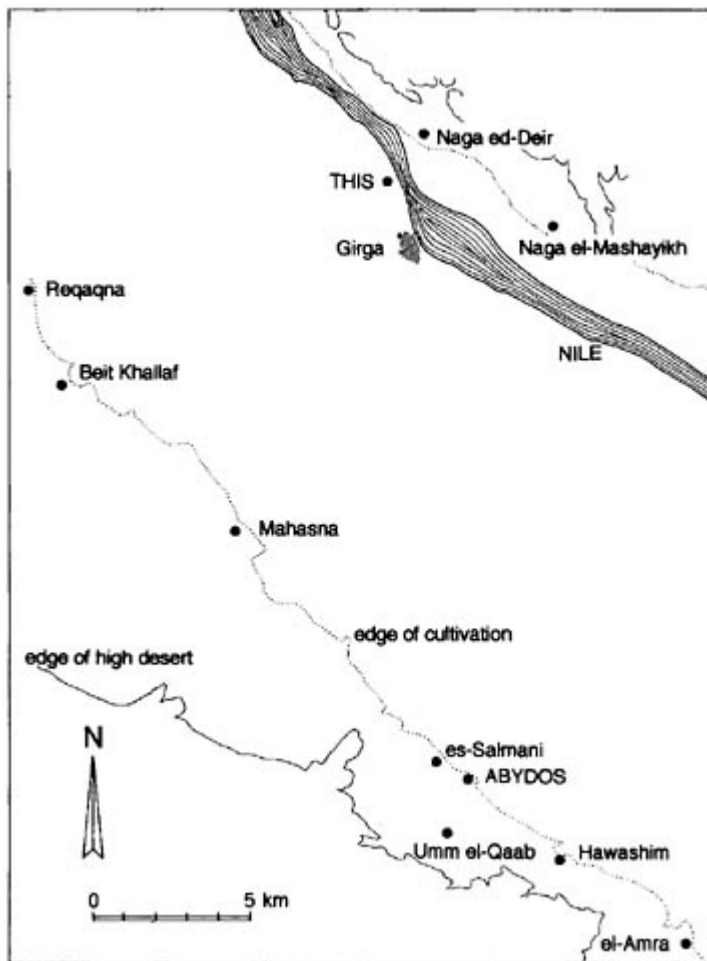 Naga ed-Deir
THIS
Naga el-Mashayikh
Girga
Reqaqna
NILE
Beit Khallaf
Mahasna
edge of cultivation
edge of high desert
N
es-Salmani
ABYDOS
Umm el-Qaab
Hawashim
0 5 km
el-Amra